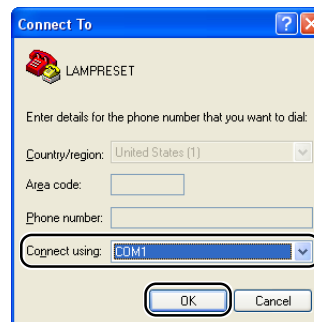 Connect To
LAMPRESET
Enter details for the phone number that you want to dial:
Country/region: United States (1)
Area code:
Phone number:
Connect using: COM1
OK Cancel